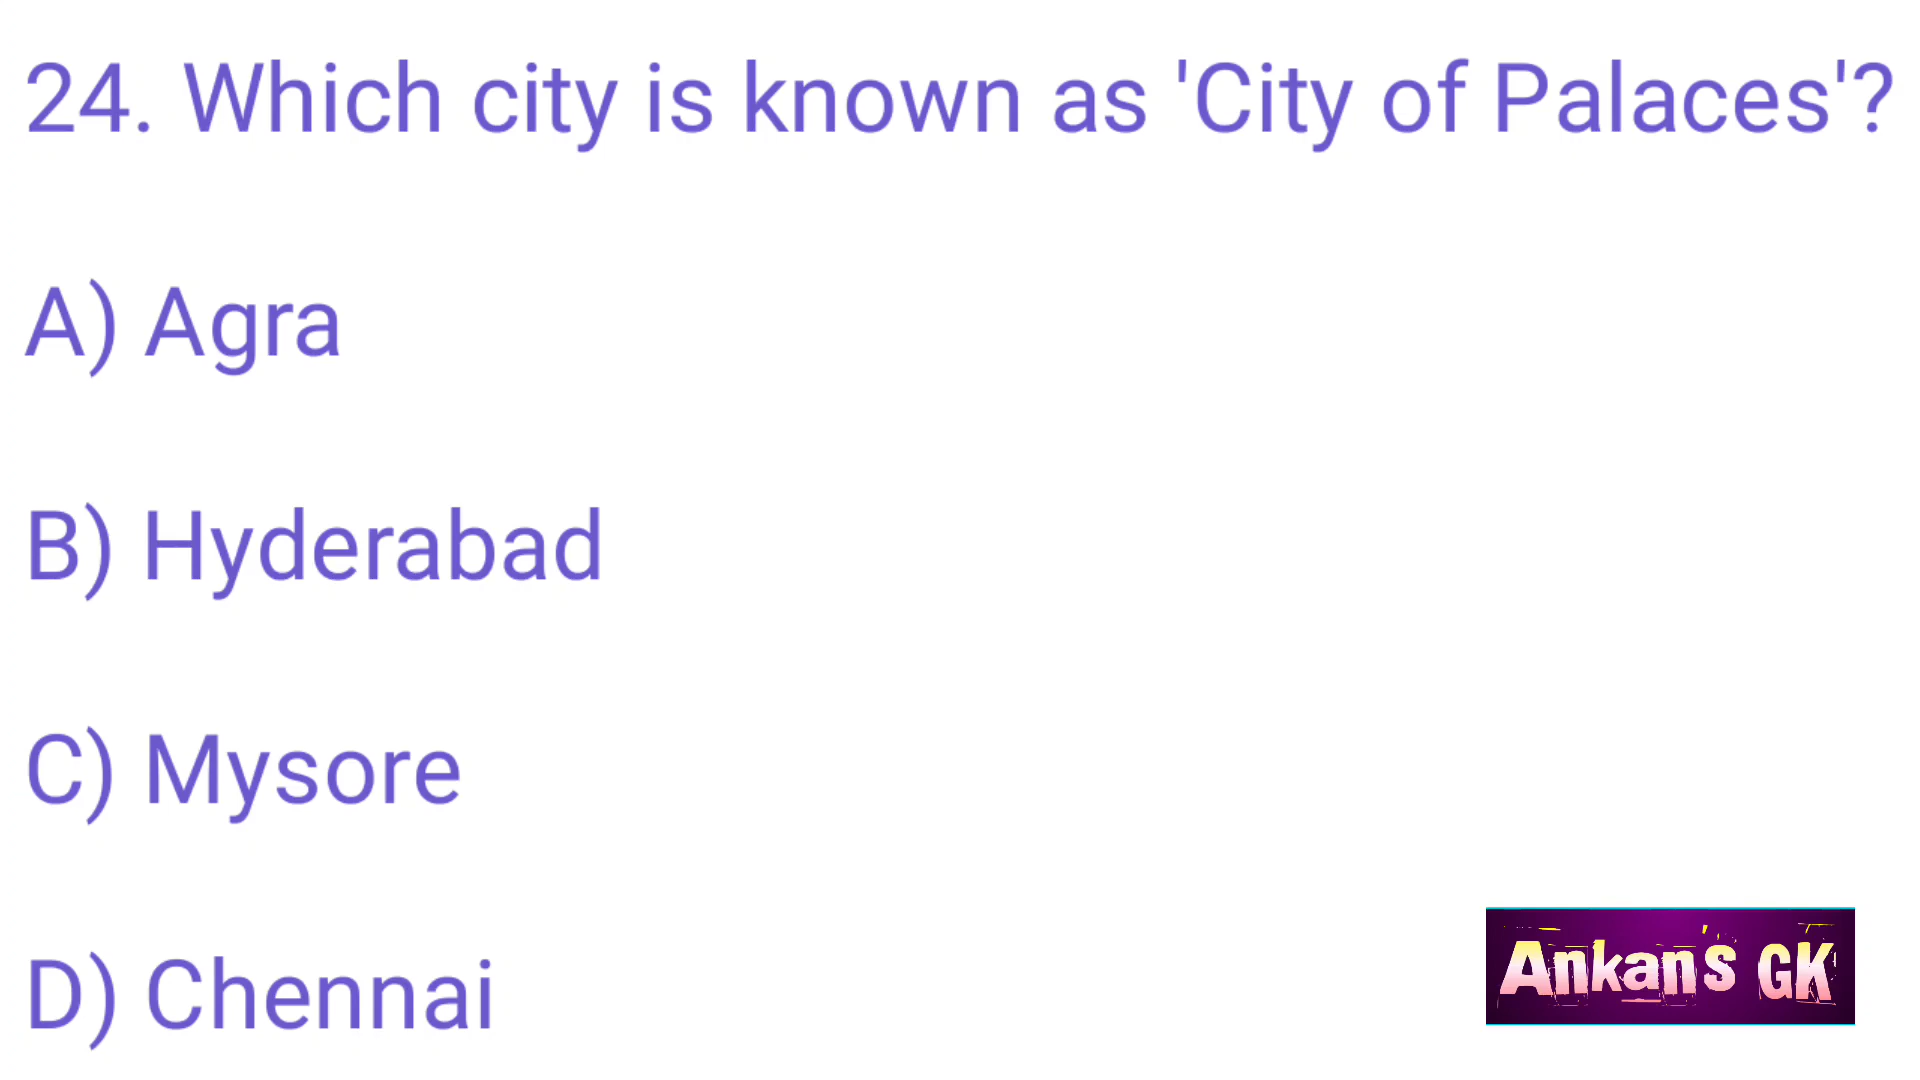 24. Which city is known as 'City of Palaces'?
A) Agra
B) Hyderabad
C) Mysore
D) Chennai
Ankan's GK